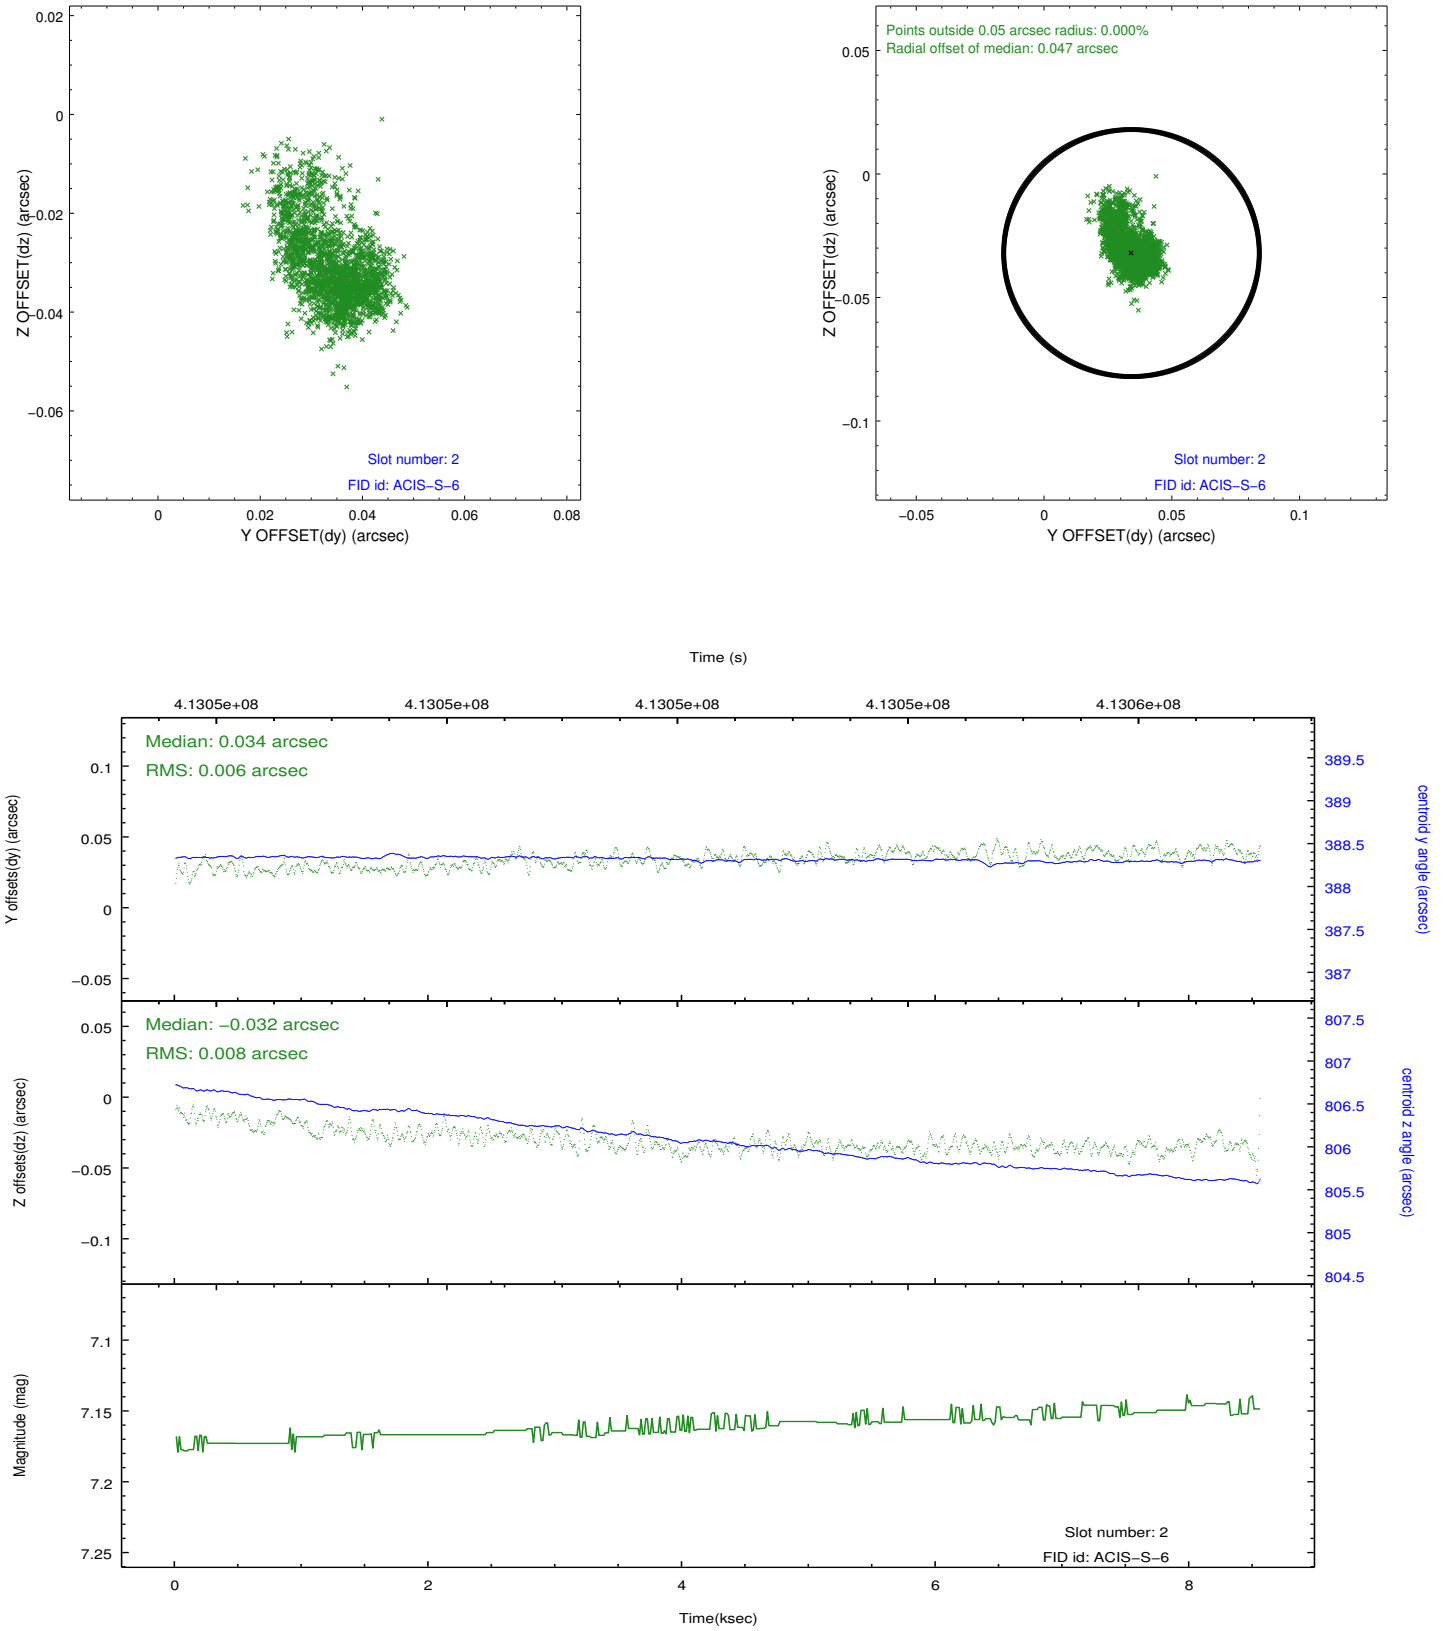 0.02
0
−0.02
−0.04
−0.06
Z OFFSET(dz) (arcsec)
Slot number: 2
FID id: ACIS−S−6
0
0.02
0.04
0.06
0.08
Y OFFSET(dy) (arcsec)
Points outside 0.05 arcsec radius: 0.000%
Radial offset of median: 0.047 arcsec
0.05
0
−0.05
−0.1
Z OFFSET(dz) (arcsec)
Slot number: 2
FID id: ACIS−S−6
−0.05
0
0.05
0.1
Y OFFSET(dy) (arcsec)
Time (s)
4.1305e+08
4.1305e+08
4.1305e+08
4.1305e+08
4.1306e+08
Median: 0.034 arcsec
RMS: 0.006 arcsec
0.1
0.05
0
−0.05
Y offsets(dy) (arcsec)
389.5
389
388.5
388
387.5
387
centroid y angle (arcsec)
Median: −0.032 arcsec
RMS: 0.008 arcsec
0.05
0
−0.05
−0.1
Z offsets(dz) (arcsec)
807.5
807
806.5
806
805.5
805
804.5
centroid z angle (arcsec)
7.1
7.15
7.2
7.25
Magnitude (mag)
Slot number: 2
FID id: ACIS−S−6
0
2
4
6
8
Time(ksec)